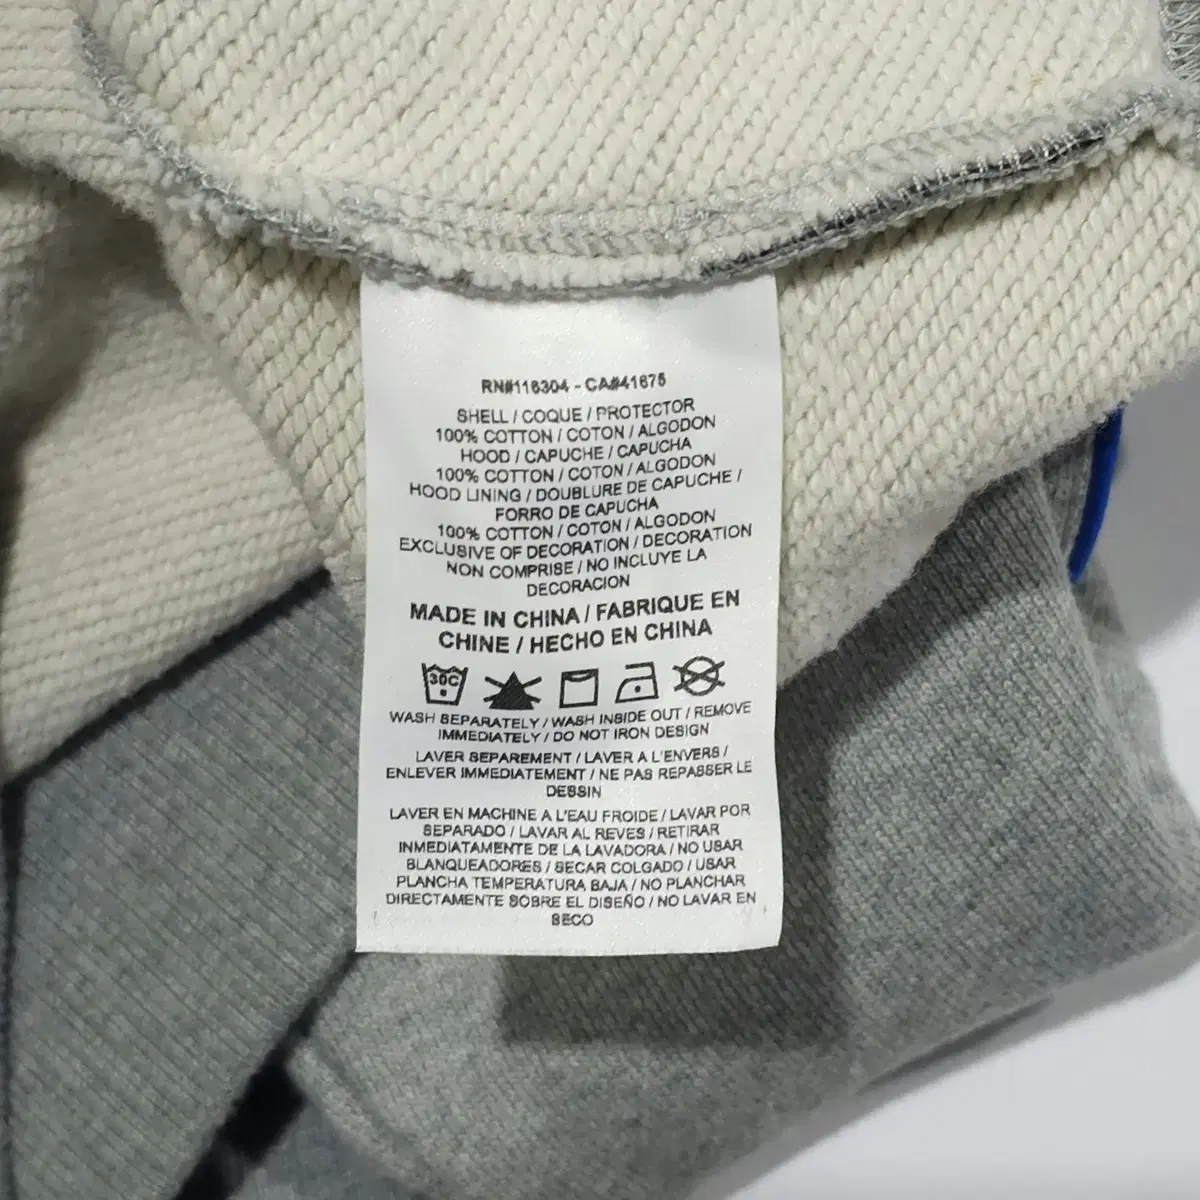 RN#116304 - CA#41675
SHELL / COQUE / PROTECTOR
100% COTTON / COTON / ALGODON
HOOD / CAPUCHE / CAPUCHA
100% COTTON / COTON / ALGODON
HOOD LINING / DOUBLURE DE CAPUCHE /
FORRO DE CAPUCHA
100% COTTON / COTON / ALGODON
EXCLUSIVE OF DECORATION / DECORATION
NON COMPRISE / NO INCLUYE LA
DECORACION
MADE IN CHINA / FABRIQUE EN
CHINE / HECHO EN CHINA
30C
WASH SEPARATELY / WASH INSIDE OUT / REMOVE
IMMEDIATELY / DO NOT IRON DESIGN
LAVER SEPAREMENT / LAVER A L'ENVERS /
ENLEVER IMMEDIATEMENT / NE PAS REPASSER LE
DESSIN
LAVER EN MACHINE A L'EAU FROIDE / LAVAR POR
SEPARADO / LAVAR AL REVES / RETIRAR
INMEDIATAMENTE DE LA LAVADORA / NO USAR
BLANQUEADORES / SECAR COLGADO / USAR
PLANCHA TEMPERATURA BAJA / NO PLANCHAR
DIRECTAMENTE SOBRE EL DISEÑO / NO LAVAR EN
SECO